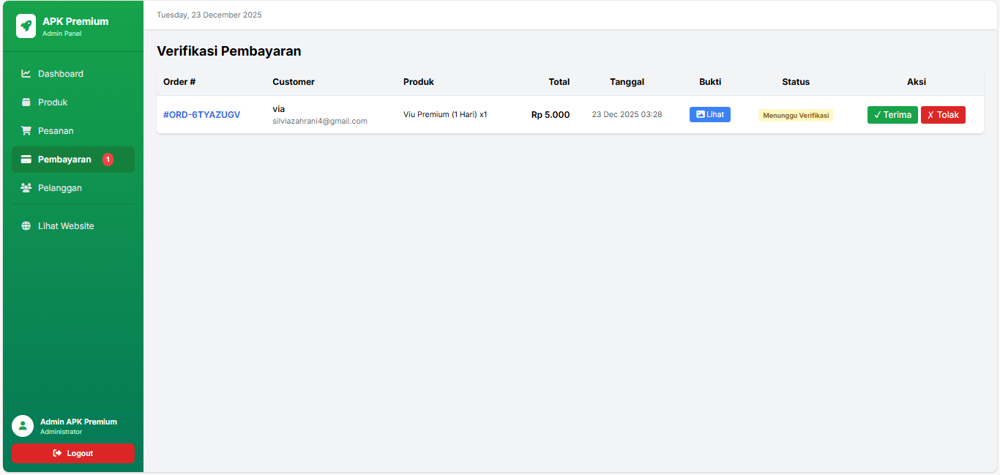 APK Premium
Admin Panel
Dashboard
Produk
Pesanan
Pembayaran 1
Pelanggan
Lihat Website
Admin APK Premium
Administrator
Logout
Tuesday, 23 December 2025
Verifikasi Pembayaran
Order # Customer Produk Total Tanggal Bukti Status Aksi
#ORD-6TYAZUGV via silviazahrani4@gmail.com Viu Premium (1 Hari) x1 Rp 5.000 23 Dec 2025 03:28 Lihat Menunggu Verifikasi ✓ Terima ✗ Tolak